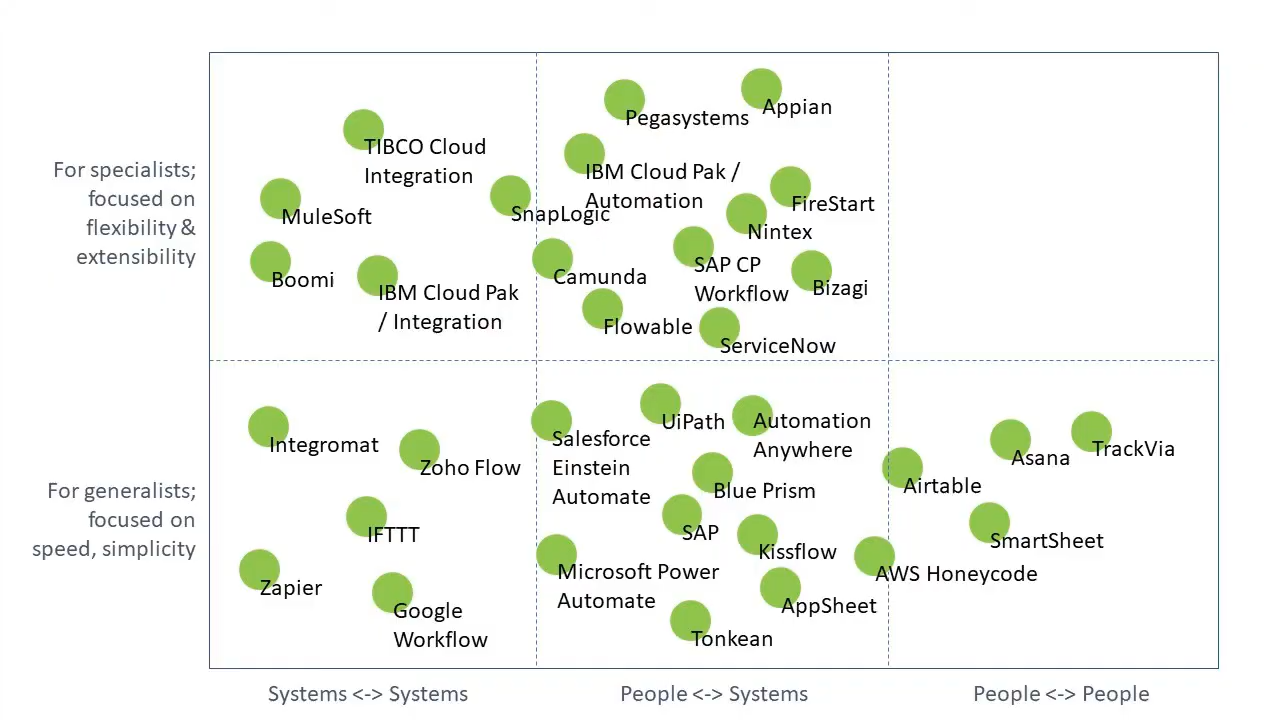 For specialists;
focused on
flexibility &
extensibility
TIBCO Cloud
Integration
MuleSoft
SnapLogic
Boomi
IBM Cloud Pak
/ Integration
Pegasystems
Appian
IBM Cloud Pak /
Automation
FireStart
Nintex
SAP CP
Workflow
Camunda
Bizagi
Flowable
ServiceNow
For generalists;
focused on
speed, simplicity
Integromat
Zoho Flow
IFTTT
Zapier
Google
Workflow
Salesforce
Einstein
Automate
UiPath
Automation
Anywhere
Blue Prism
SAP
Kissflow
Microsoft Power
Automate
AppSheet
Tonkean
TrackVia
Asana
Airtable
SmartSheet
AWS Honeycode
Systems <-> Systems
People <-> Systems
People <-> People